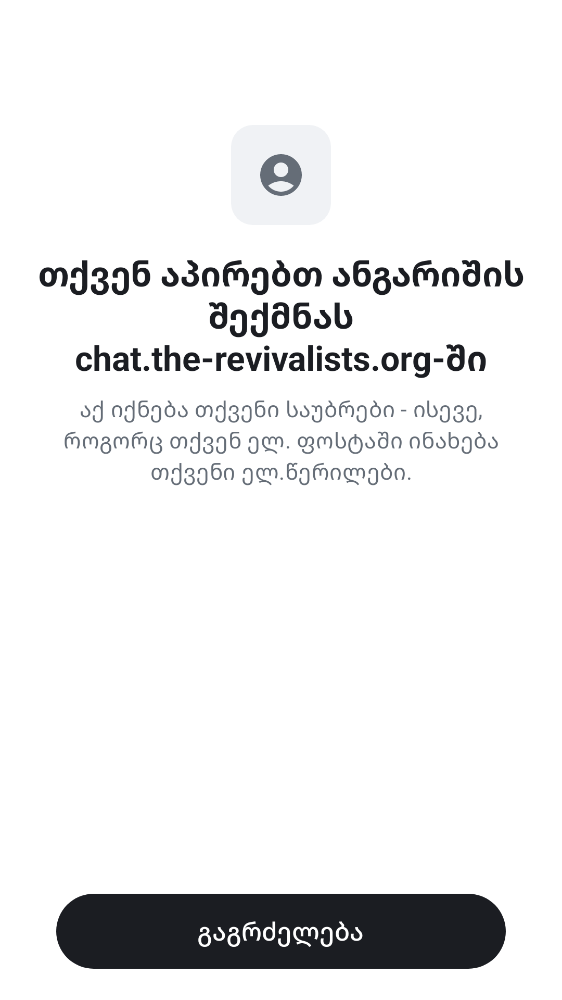 თქვენ აპირებთ ანგარიშის
შექმნას
chat.the-revivalists.org-ში
აქ იქნება თქვენი საუბრები - ისევე,
როგორც თქვენ ელ. ფოსტაში ინახება
თქვენი ელ.წერილები.
გაგრძელება